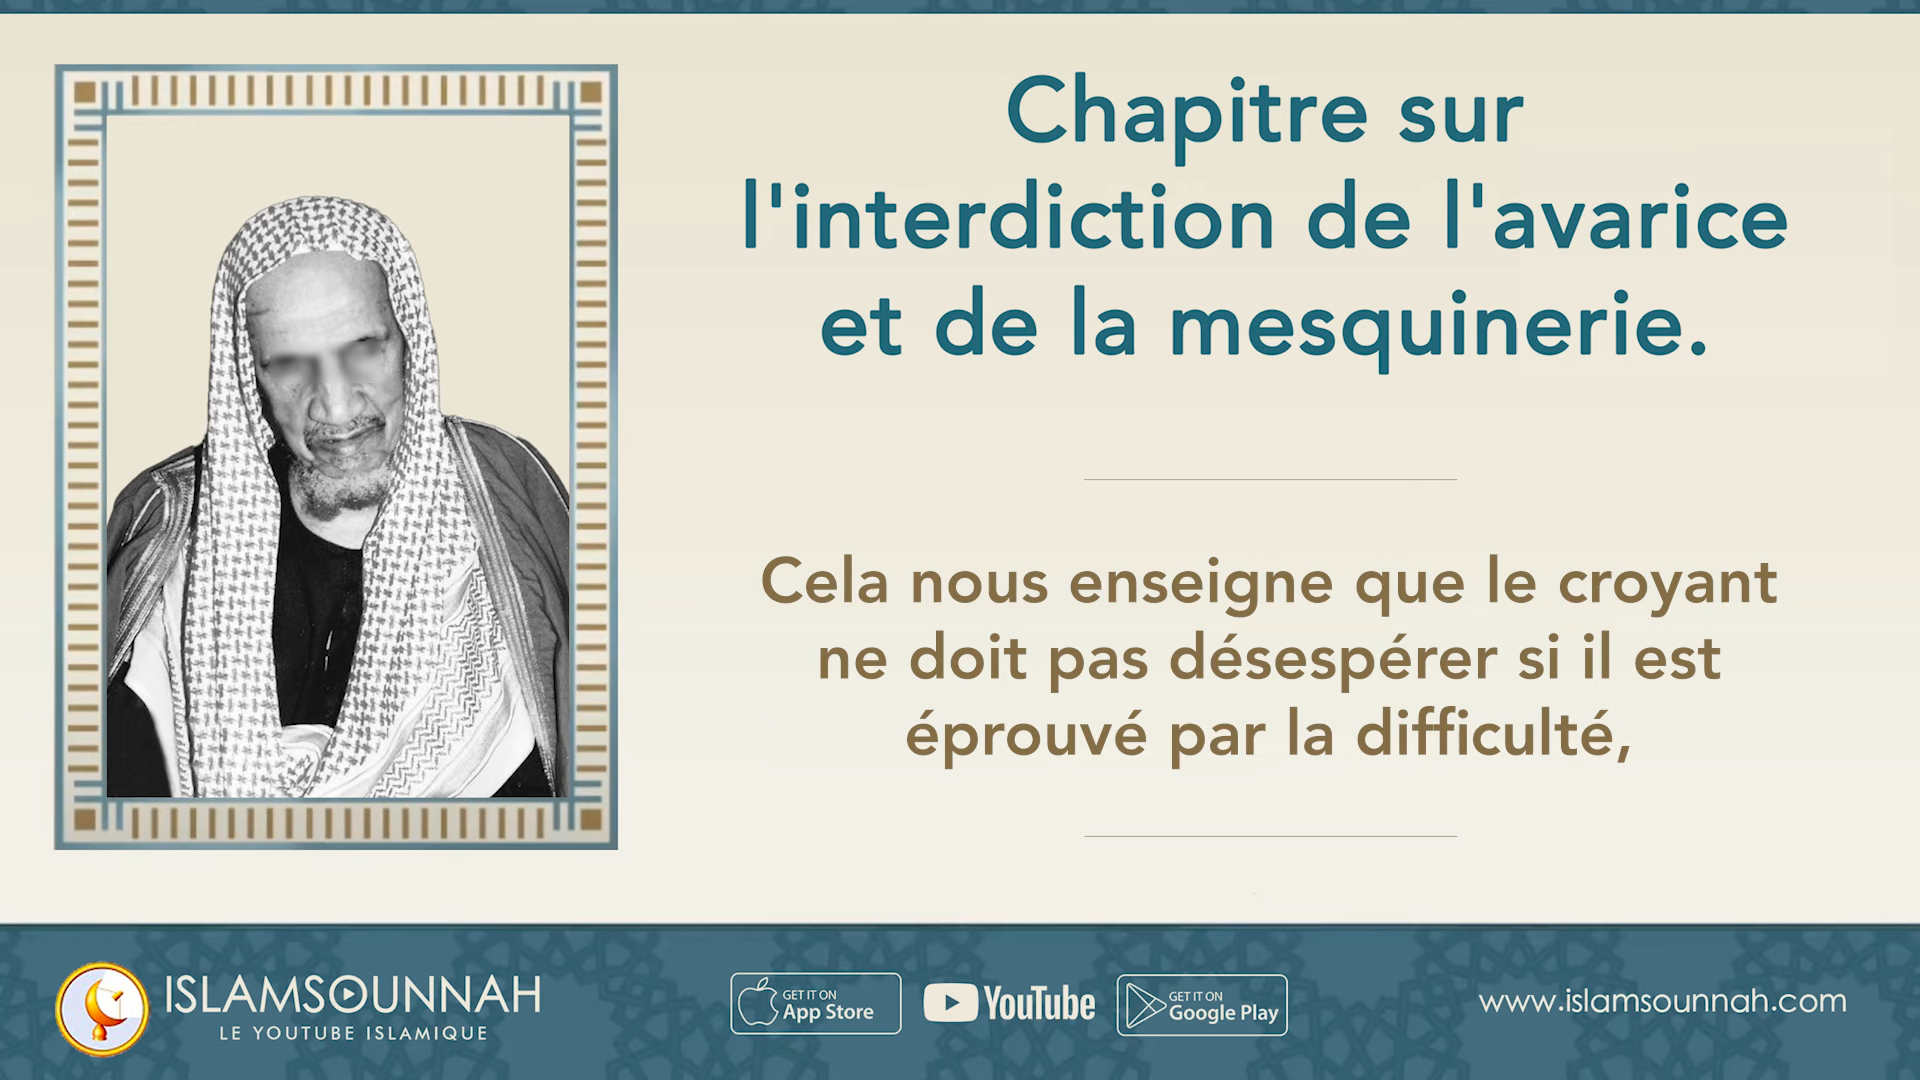 Chapitre sur
l'interdiction de l'avarice
et de la mesquinerie.
Cela nous enseigne que le croyant
ne doit pas désespérer si il est
éprouvé par la difficulté,
ISLAMSOUNNAH
LE YOUTUBE ISLAMIQUE
GET IT ON
App Store
YouTube
GET IT ON
Google Play
www.islamsounnah.com